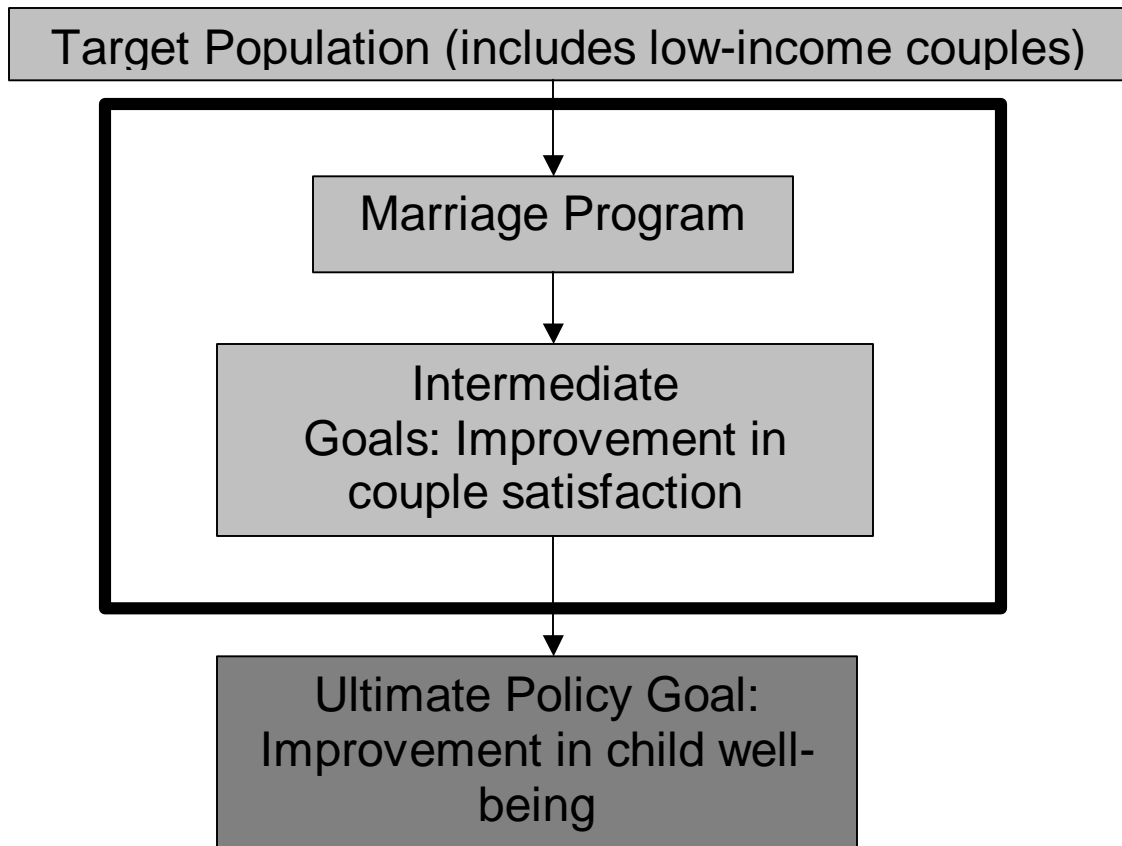 Target Population (includes low-income couples)
Marriage Program
Intermediate
Goals: Improvement in
couple satisfaction
Ultimate Policy Goal:
Improvement in child well-
being